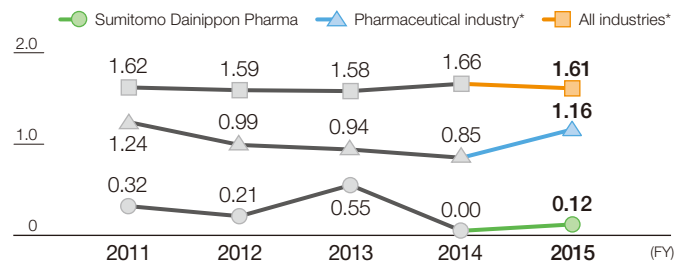 Sumitomo Dainippon Pharma Pharmaceutical industry* All industries*
2.0
1.62 1.59 1.58 1.66 1.61
1.16
1.0
1.24 0.99 0.94 0.85
0.32 0.21 0.55 0.00 0.12
0
2011 2012 2013 2014 2015 (FY)